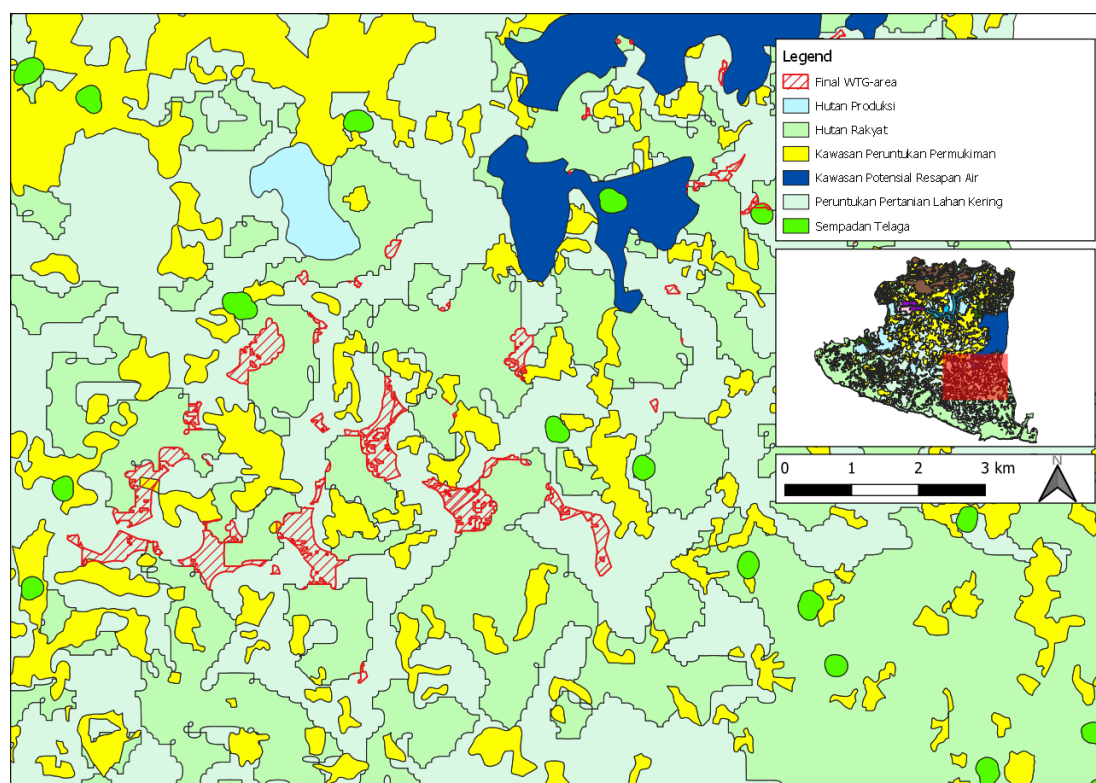 Legend
Final WTG-area
Hutan Produksi
Hutan Rakyat
Kawasan Peruntukan Permukiman
Kawasan Potensial Resapan Air
Peruntukan Pertanian Lahan Kering
Sempadan Telaga
0 1 2 3 km
N